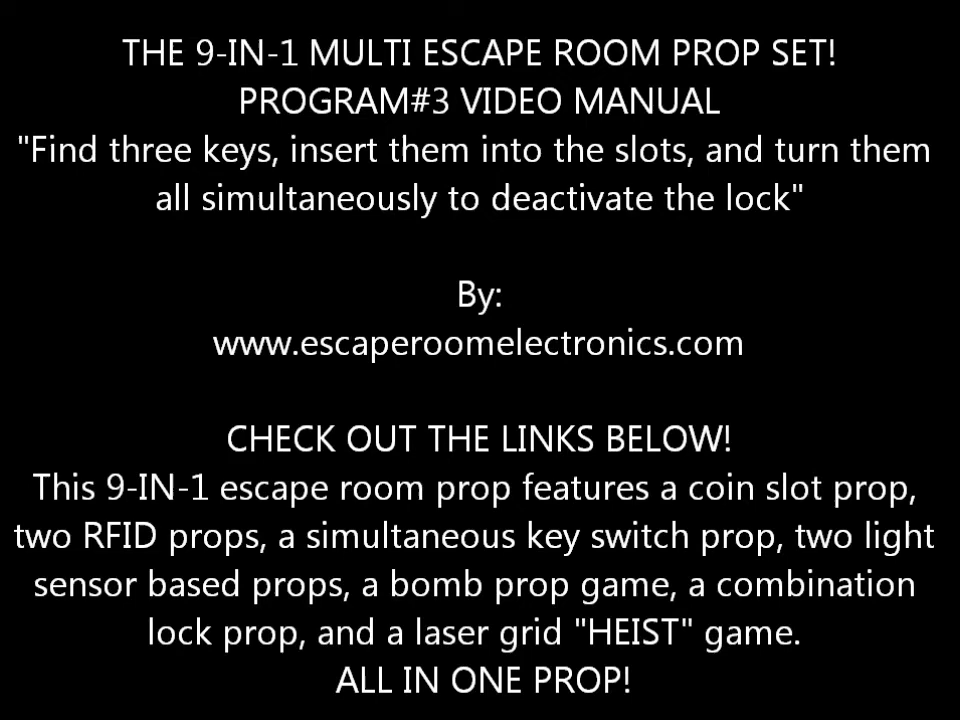 THE 9-IN-1 MULTI ESCAPE ROOM PROP SET!
PROGRAM#3 VIDEO MANUAL
"Find three keys, insert them into the slots, and turn them
all simultaneously to deactivate the lock"
By:
www.escaperoomelectronics.com
CHECK OUT THE LINKS BELOW!
This 9-IN-1 escape room prop features a coin slot prop,
two RFID props, a simultaneous key switch prop, two light
sensor based props, a bomb prop game, a combination
lock prop, and a laser grid "HEIST" game.
ALL IN ONE PROP!